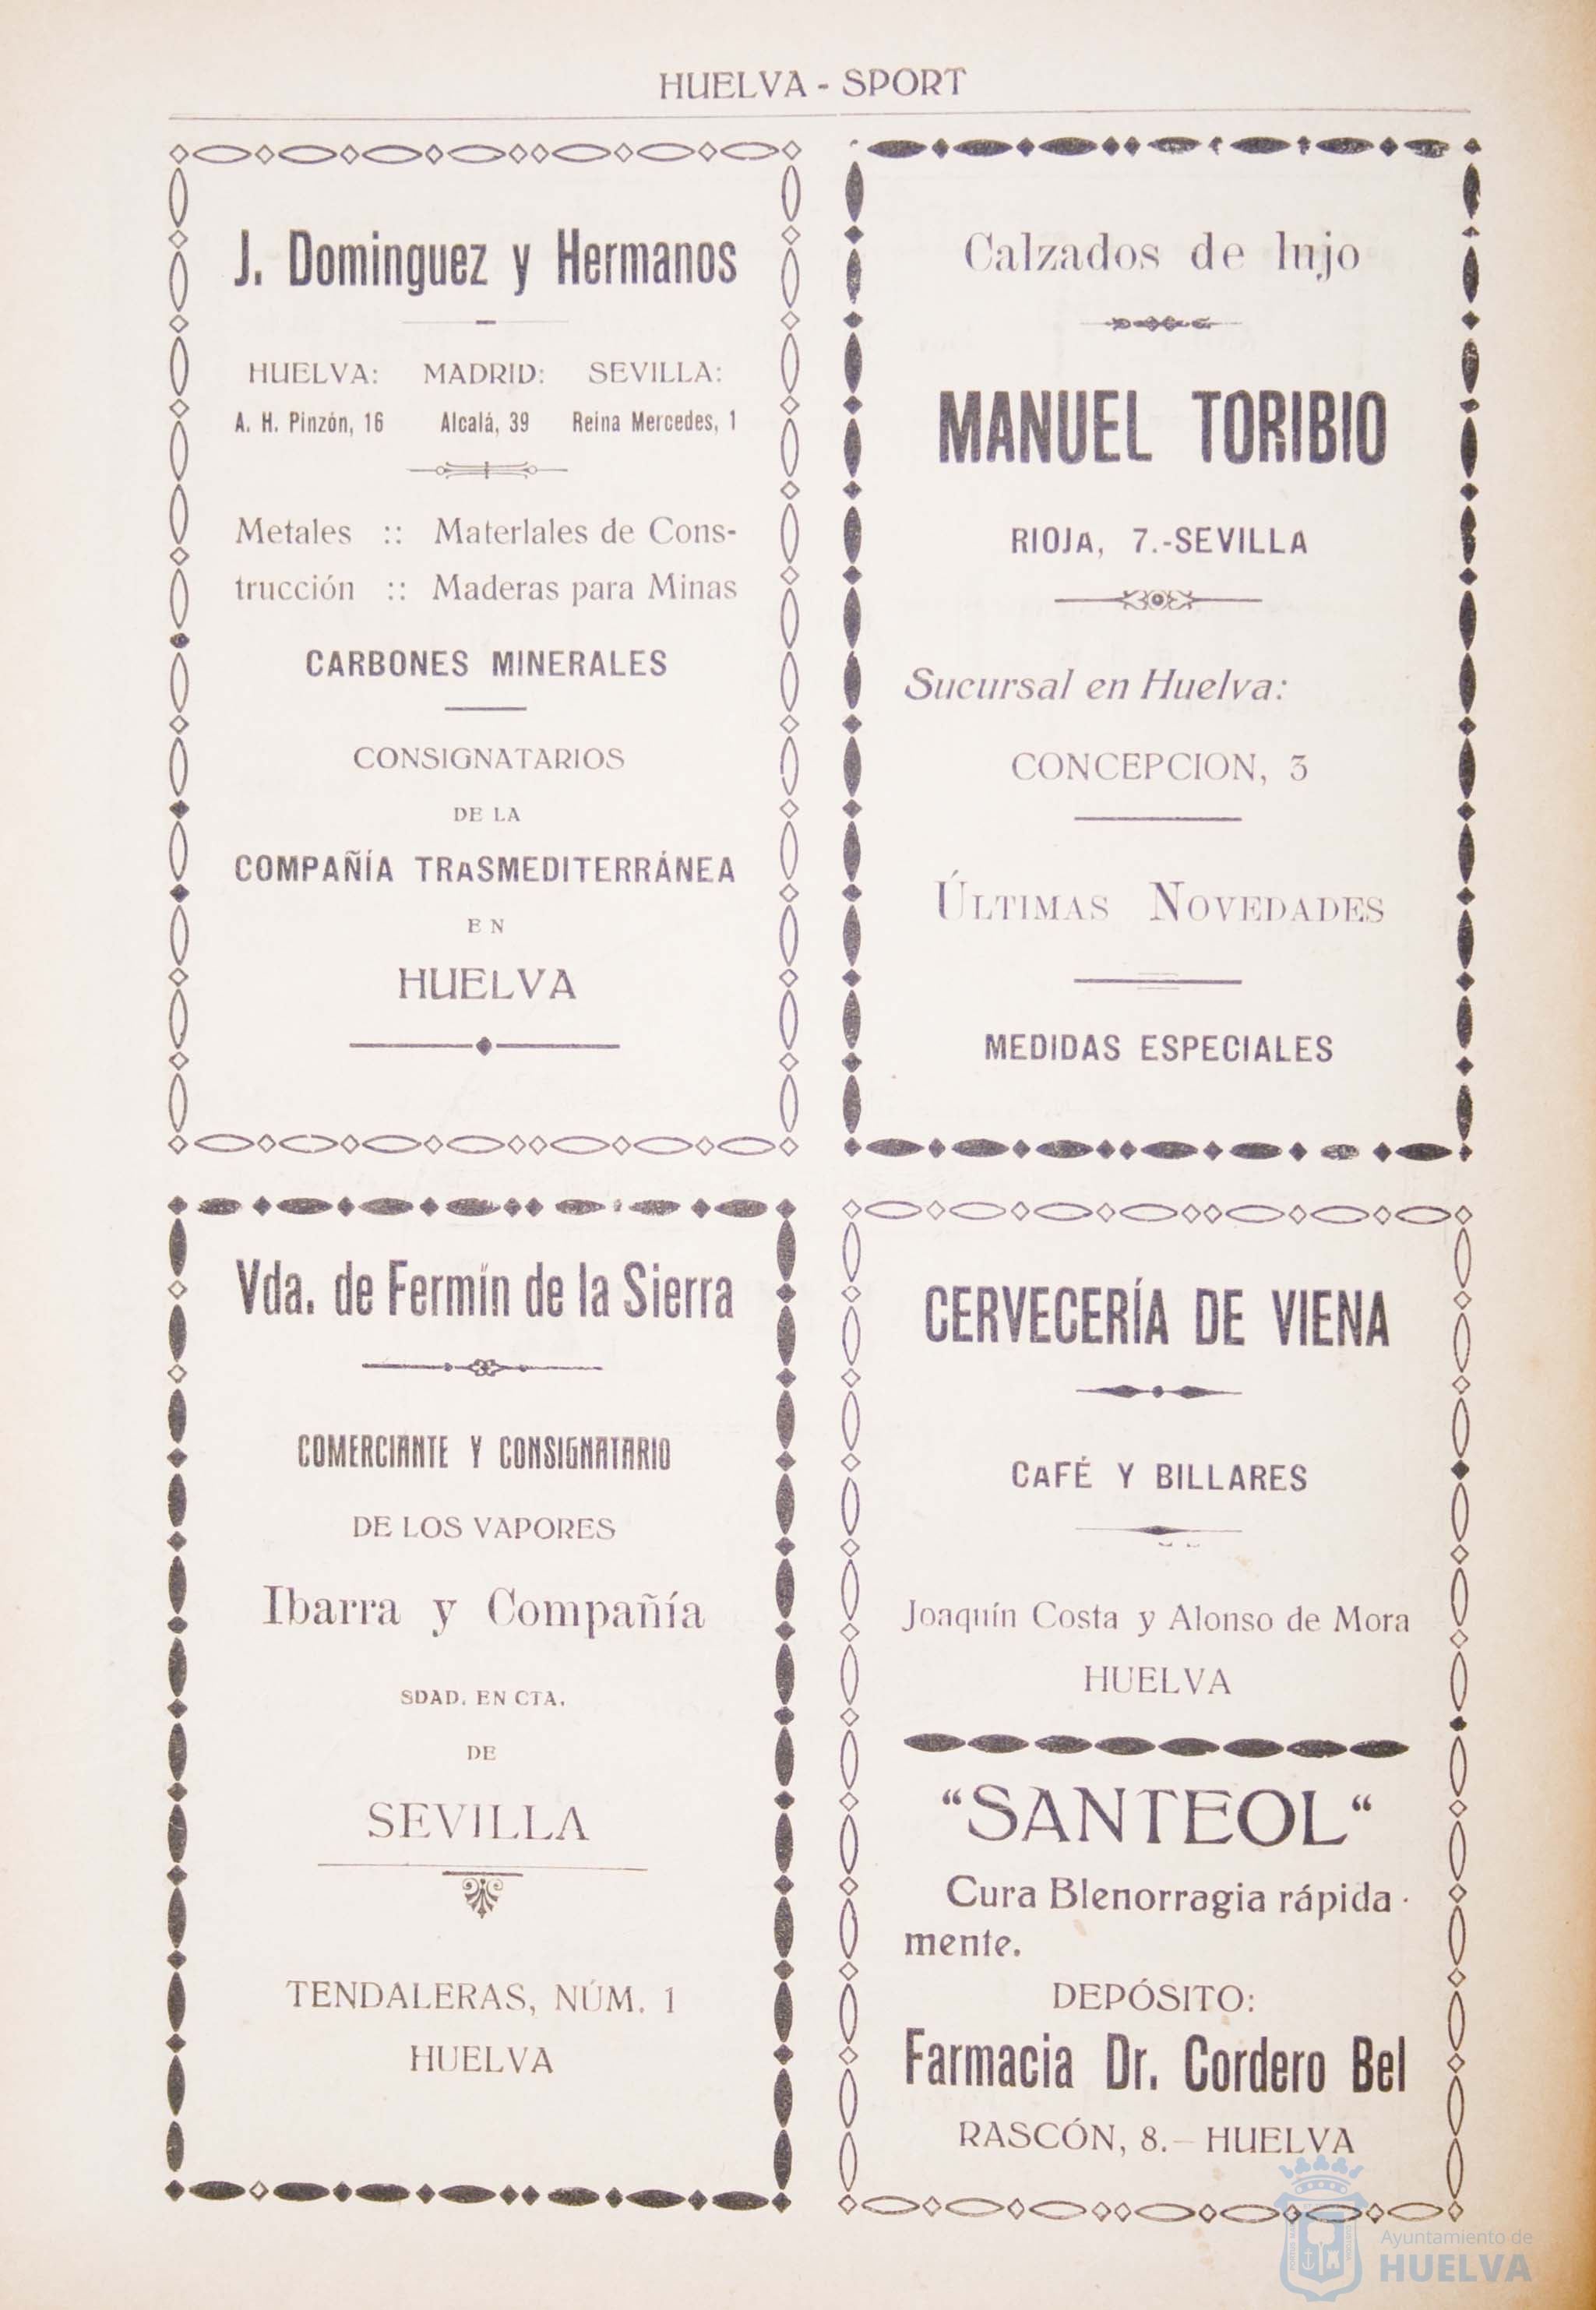 HUELVA - SPORT
J. Dominguez y Hermanos
HUELVA: MADRID: SEVILLA:
A. H. Pinzón, 16 Alcalá, 39 Reina Mercedes, 1
Metales :: Materlales de Cons-
trucción :: Maderas para Minas
CARBONES MINERALES
CONSIGNATARIOS
DE LA
COMPAÑÍA TRASMEDITERRÁNEA
EN
HUELVA
Calzados de lujo
MANUEL TORIBIO
RIOJA, 7.-SEVILLA
Sucursal en Huelva:
CONCEPCION, 3
ÚLTIMAS NOVEDADES
MEDIDAS ESPECIALES
Vda. de Fermín de la Sierra
COMERCIANTE Y CONSIGNATARIO
DE LOS VAPORES
Ibarra y Compañía
SDAD. EN CTA.
DE
SEVILLA
TENDALERAS, NÚM. 1
HUELVA
CERVECERÍA DE VIENA
CAFÉ Y BILLARES
Joaquín Costa y Alonso de Mora
HUELVA
“SANTEOL“
Cura Blenorragia rápida-
mente.
DEPÓSITO:
Farmacia Dr. Cordero Bel
RASCÓN, 8.— HUELVA
Ayuntamiento de
HUELVA